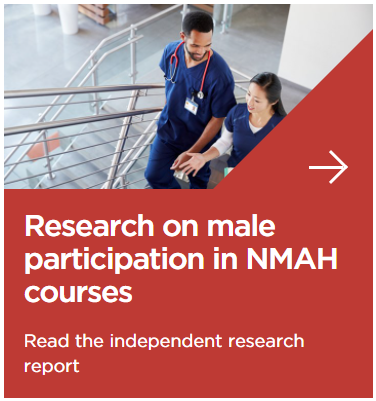 Research on male
participation in NMAH
courses
Read the independent research
report